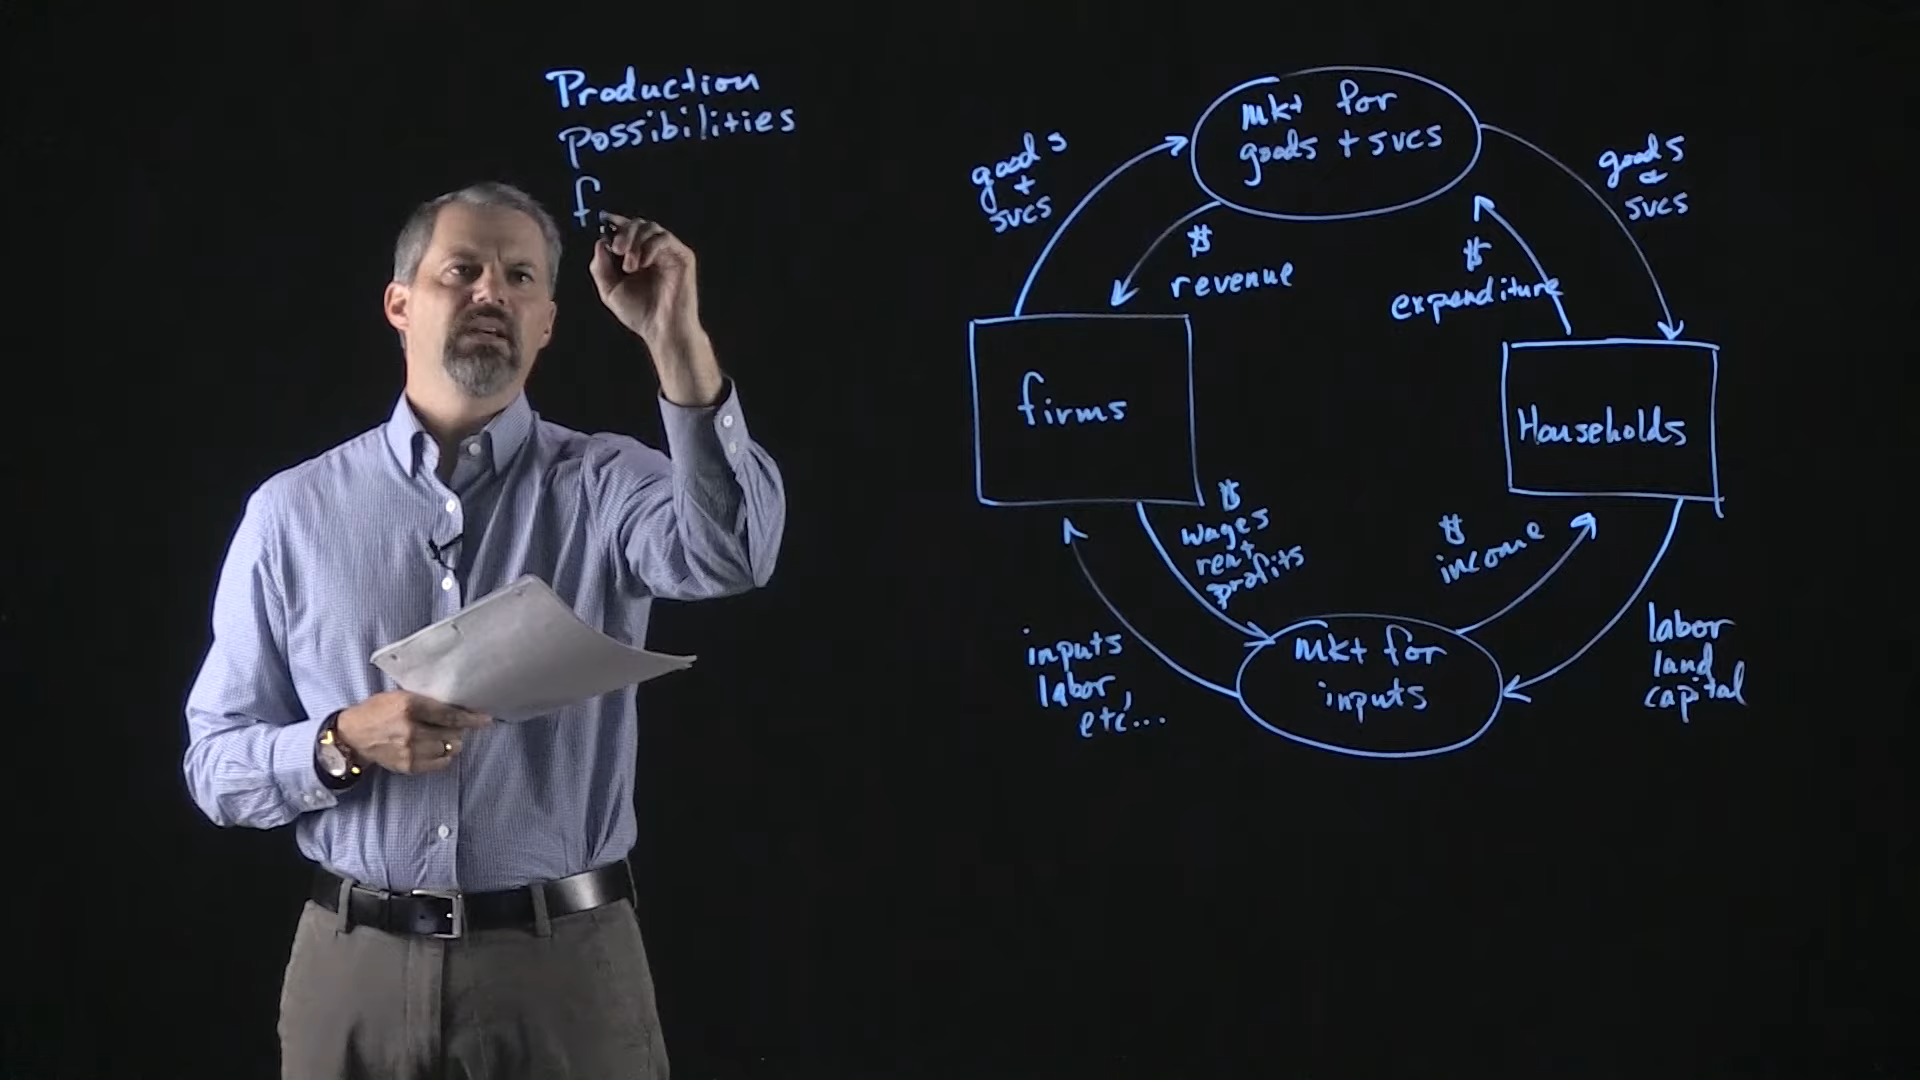 Production
possibilities
f
mkt for
goods + svcs
goods
+
svcs
goods
&
svcs
$
revenue
$
expenditure
firms
Households
$
wages
rent
profits
$
income
inputs
labor,
etc...
mkt for
inputs
labor
land
capital